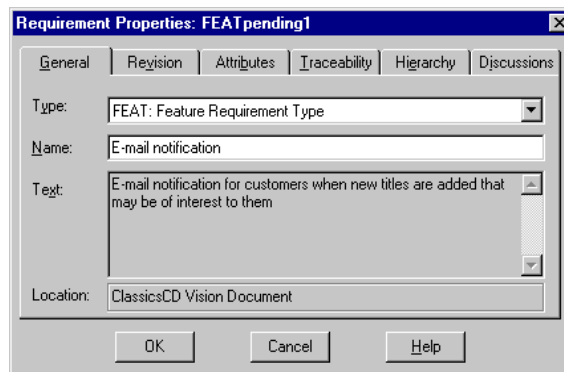 Requirement Properties: FEATpending1
General Revision Attributes Traceability Hierarchy Discussions
Type: FEAT: Feature Requirement Type
Name: E-mail notification
Text: E-mail notification for customers when new titles are added that
may be of interest to them
Location: ClassicsCD Vision Document
OK Cancel Help